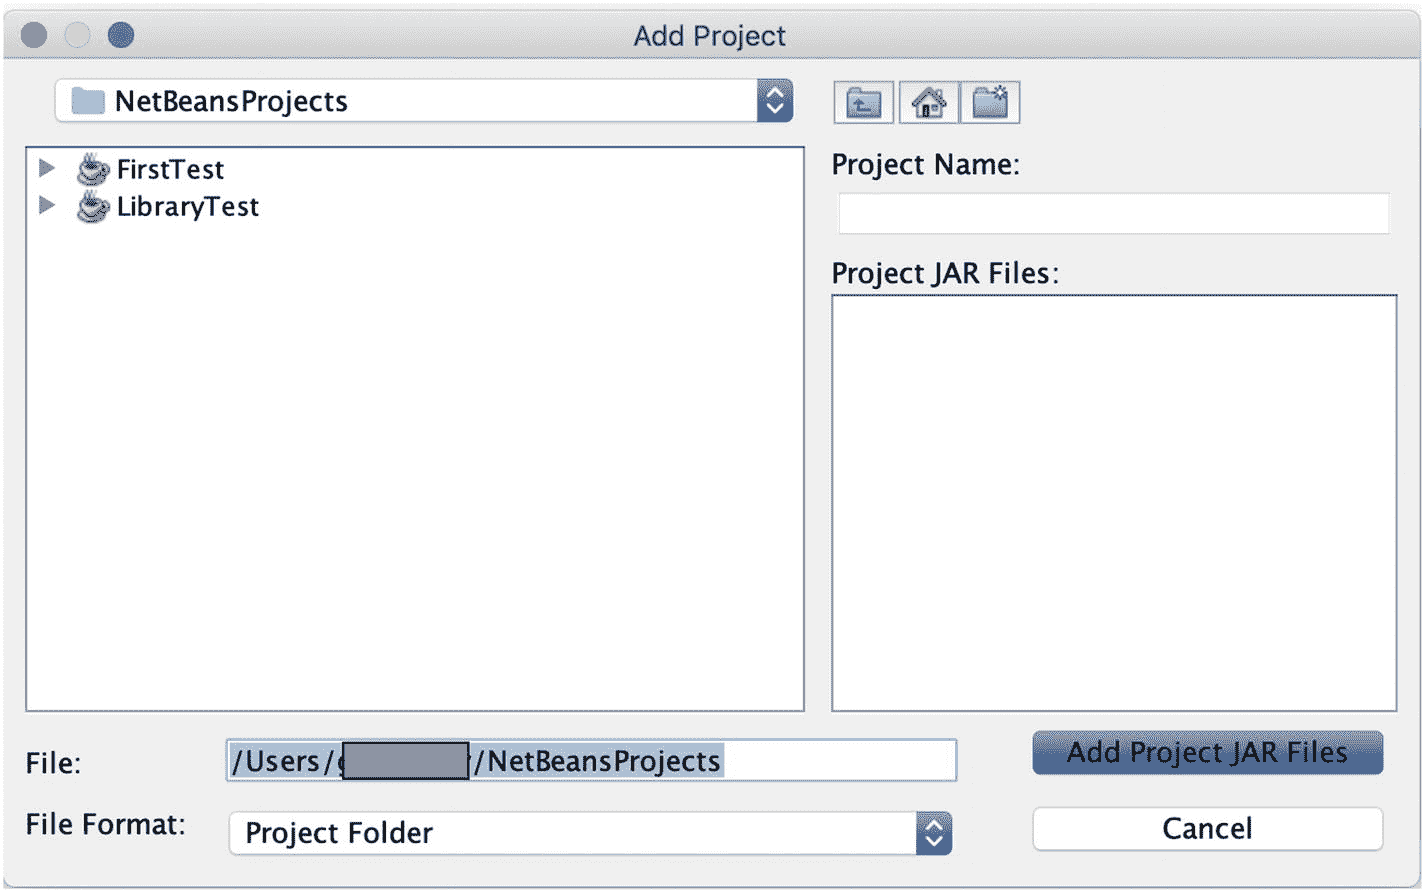 Add Project
NetBeansProjects
FirstTest
LibraryTest
Project Name:
Project JAR Files:
File:
/Users/ /NetBeansProjects
Add Project JAR Files
File Format:
Project Folder
Cancel